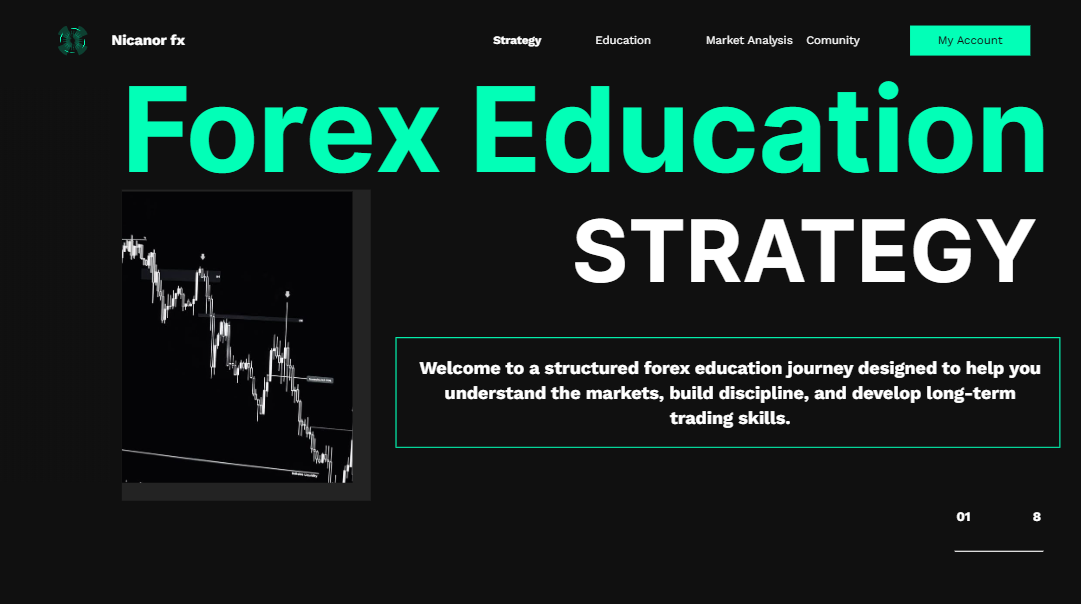 Nicanor fx
Strategy
Education
Market Analysis
Comunity
My Account
Forex Education
STRATEGY
Welcome to a structured forex education journey designed to help you
understand the markets, build discipline, and develop long-term
trading skills.
01
8